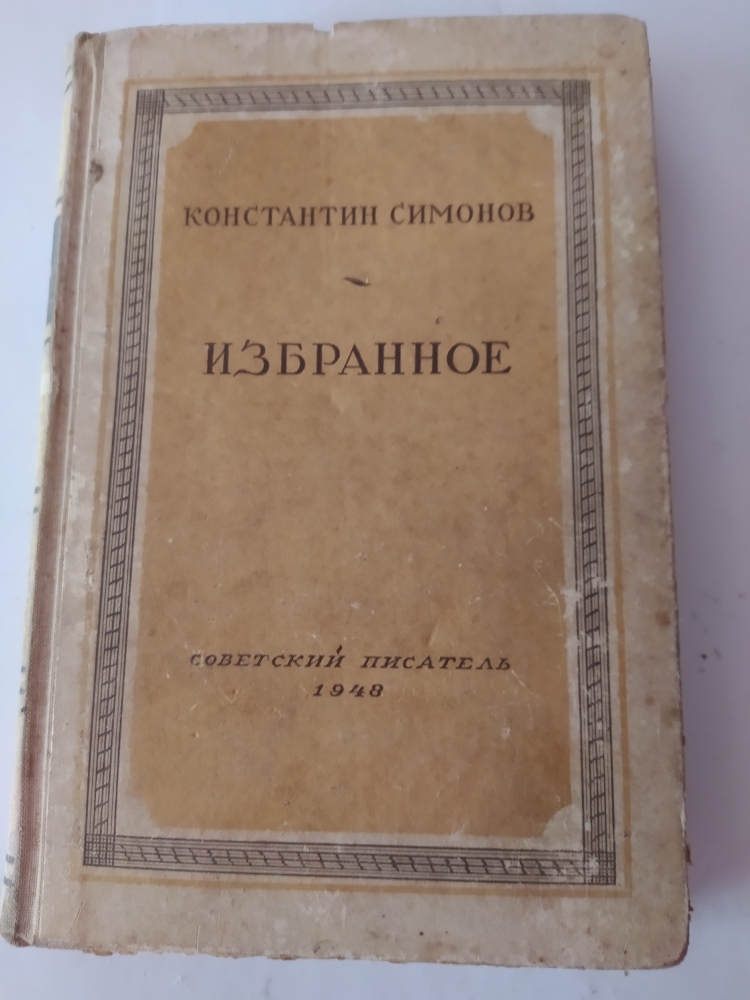 КОНСТАНТИН СИМОНОВ
ИЗБРАННОЕ
СОВЕТСКИЙ ПИСАТЕЛЬ
1948